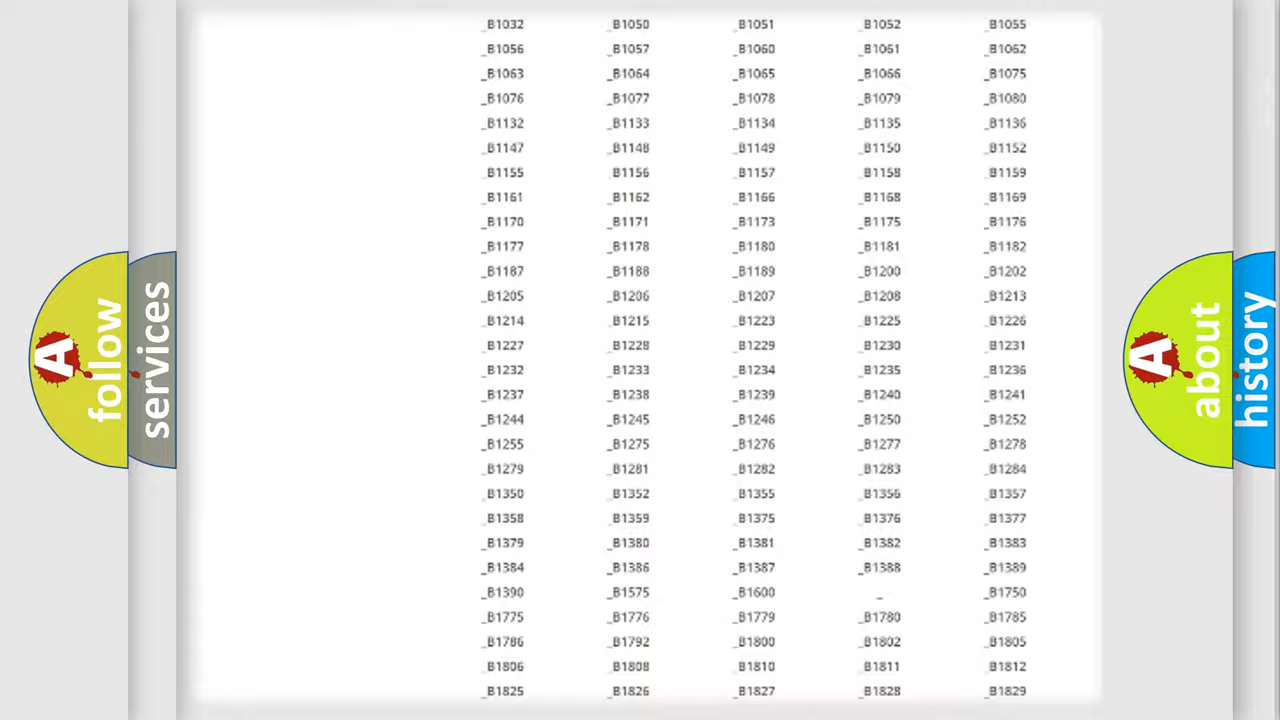 _B1032 _B1050 _B1051 _B1052 _B1055
_B1056 _B1057 _B1060 _B1061 _B1062
_B1063 _B1064 _B1065 _B1066 _B1075
_B1076 _B1077 _B1078 _B1079 _B1080
_B1132 _B1133 _B1134 _B1135 _B1136
_B1147 _B1148 _B1149 _B1150 _B1152
_B1155 _B1156 _B1157 _B1158 _B1159
_B1161 _B1162 _B1166 _B1168 _B1169
_B1170 _B1171 _B1173 _B1175 _B1176
_B1177 _B1178 _B1180 _B1181 _B1182
_B1187 _B1188 _B1189 _B1200 _B1202
_B1205 _B1206 _B1207 _B1208 _B1213
_B1214 _B1215 _B1223 _B1225 _B1226
_B1227 _B1228 _B1229 _B1230 _B1231
_B1232 _B1233 _B1234 _B1235 _B1236
_B1237 _B1238 _B1239 _B1240 _B1241
_B1244 _B1245 _B1246 _B1250 _B1252
_B1255 _B1275 _B1276 _B1277 _B1278
_B1279 _B1281 _B1282 _B1283 _B1284
_B1350 _B1352 _B1355 _B1356 _B1357
_B1358 _B1359 _B1375 _B1376 _B1377
_B1379 _B1380 _B1381 _B1382 _B1383
_B1384 _B1386 _B1387 _B1388 _B1389
_B1390 _B1575 _B1600 _ _B1750
_B1775 _B1776 _B1779 _B1780 _B1785
_B1786 _B1792 _B1800 _B1802 _B1805
_B1806 _B1808 _B1810 _B1811 _B1812
_B1825 _B1826 _B1827 _B1828 _B1829
A follow
services
A about
history